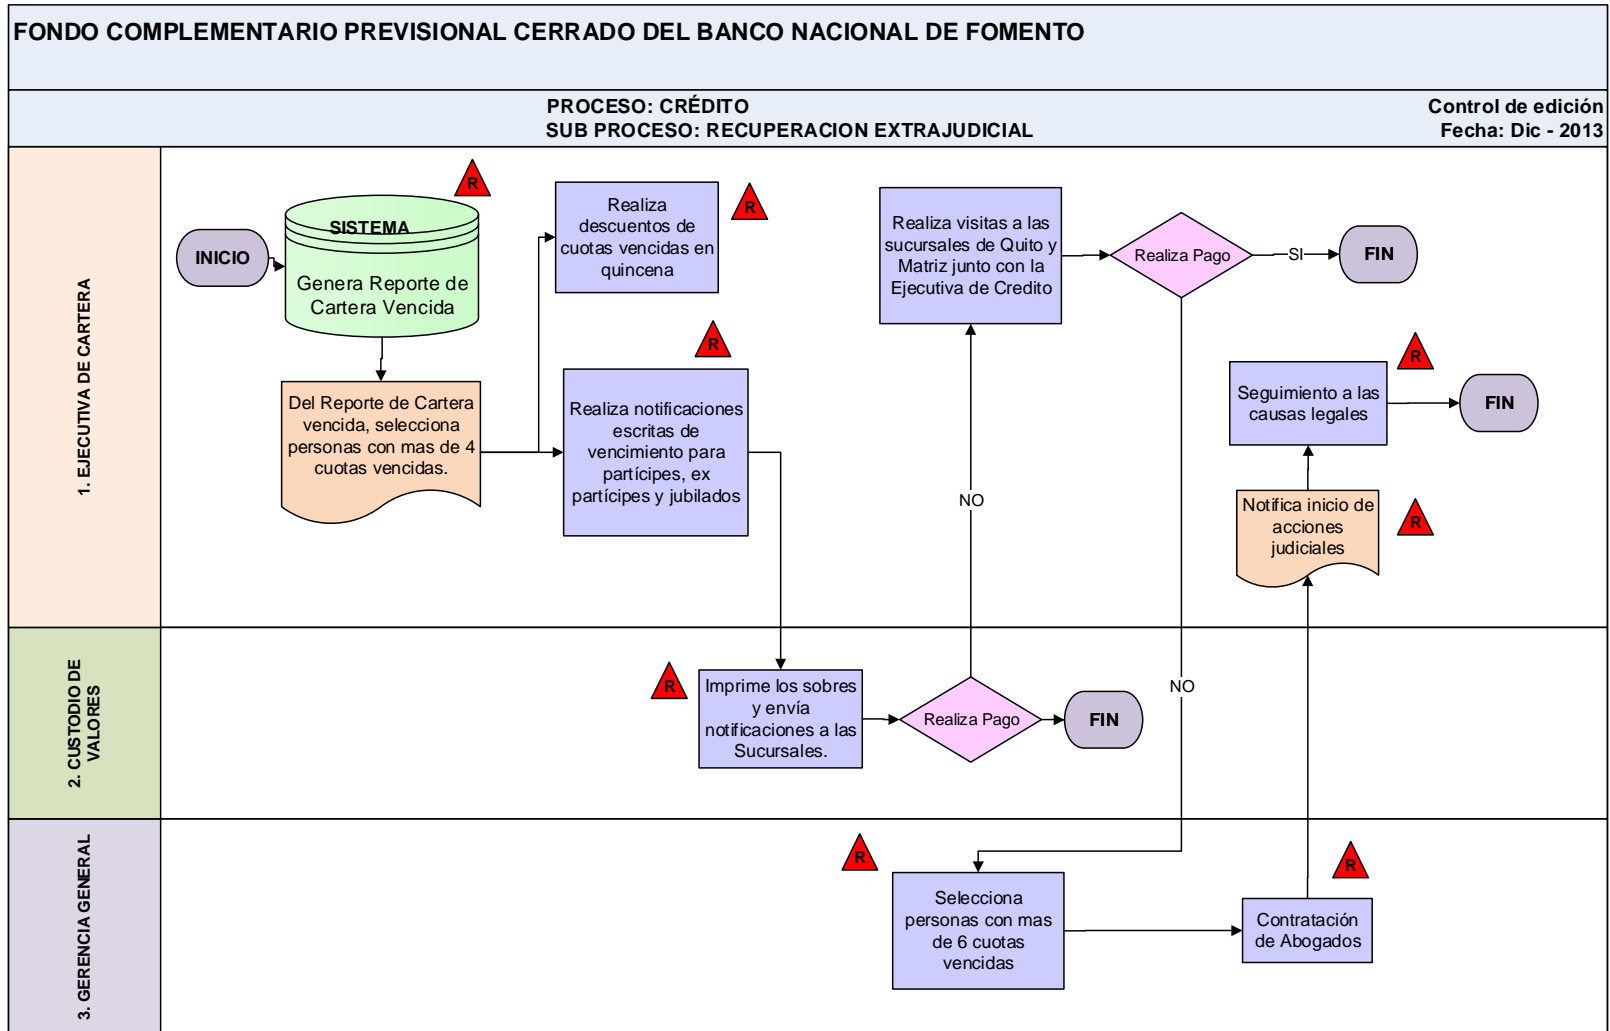 FONDO COMPLEMENTARIO PREVISIONAL CERRADO DEL BANCO NACIONAL DE FOMENTO
PROCESO: CRÉDITO
SUB PROCESO: RECUPERACION EXTRAJUDICIAL
Control de edición
Fecha: Dic - 2013
1. EJECUTIVA DE CARTERA
INICIO
R
SISTEMA
Genera Reporte de
Cartera Vencida
Del Reporte de Cartera
vencida, selecciona
personas con mas de 4
cuotas vencidas.
R
Realiza
descuentos de
cuotas vencidas en
quincena
R
Realiza notificaciones
escritas de
vencimiento para
partícipes, ex
partícipes y jubilados
Realiza visitas a las
sucursales de Quito y
Matriz junto con la
Ejecutiva de Credito
Realiza Pago
SI
FIN
NO
NO
R
Seguimiento a las
causas legales
FIN
R
Notifica inicio de
acciones
judiciales
2. CUSTODIO DE
VALORES
R
Imprime los sobres
y envía
notificaciones a las
Sucursales.
Realiza Pago
FIN
3. GERENCIA GENERAL
R
Selecciona
personas con mas
de 6 cuotas
vencidas
R
Contratación
de Abogados